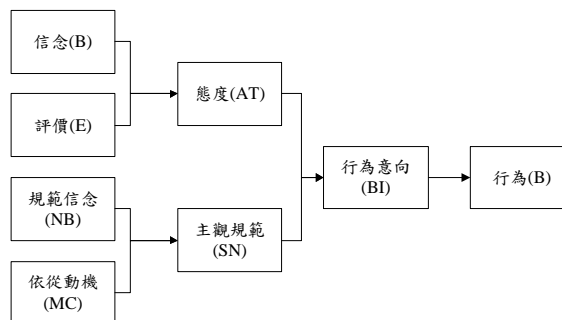 信念(B)
評價(E)
態度(AT)
規範信念
(NB)
依從動機
(MC)
主觀規範
(SN)
行為意向
(BI)
行為(B)